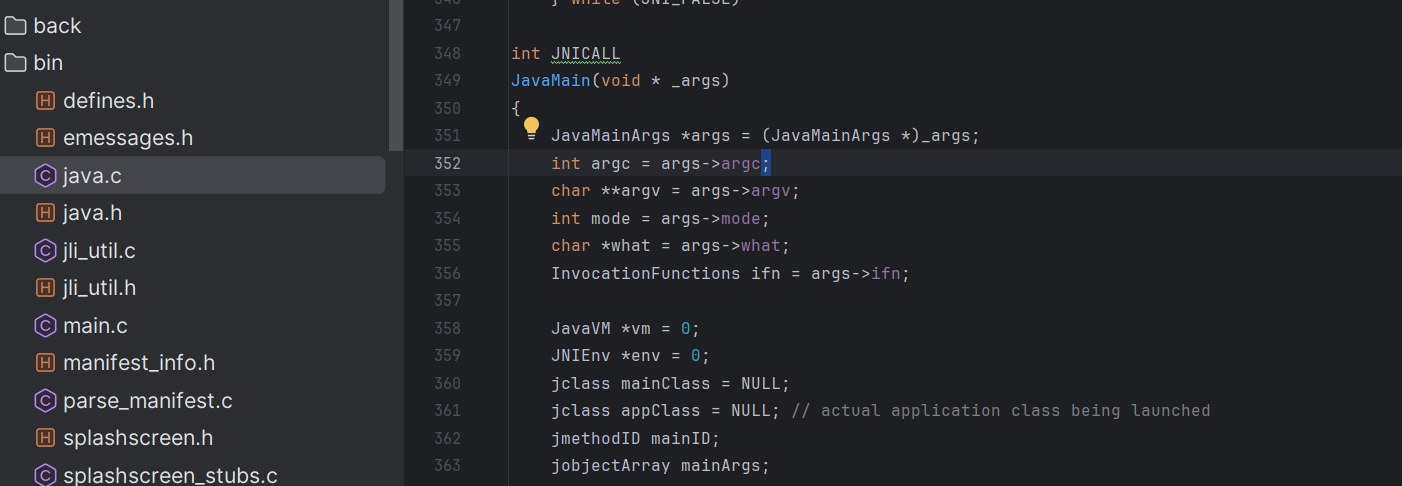 back
bin
defines.h
emessages.h
java.c
java.h
jli_util.c
jli_util.h
main.c
manifest_info.h
parse_manifest.c
splashscreen.h
splashscreen_stubs.c
346 } while (JNI_FALSE)
347
348 int JNICALL
349 JavaMain(void * _args)
350 {
351 JavaMainArgs *args = (JavaMainArgs *)_args;
352 int argc = args->argc;
353 char **argv = args->argv;
354 int mode = args->mode;
355 char *what = args->what;
356 InvocationFunctions ifn = args->ifn;
357
358 JavaVM *vm = 0;
359 JNIEnv *env = 0;
360 jclass mainClass = NULL;
361 jclass appClass = NULL; // actual application class being launched
362 jmethodID mainID;
363 jobjectArray mainArgs;